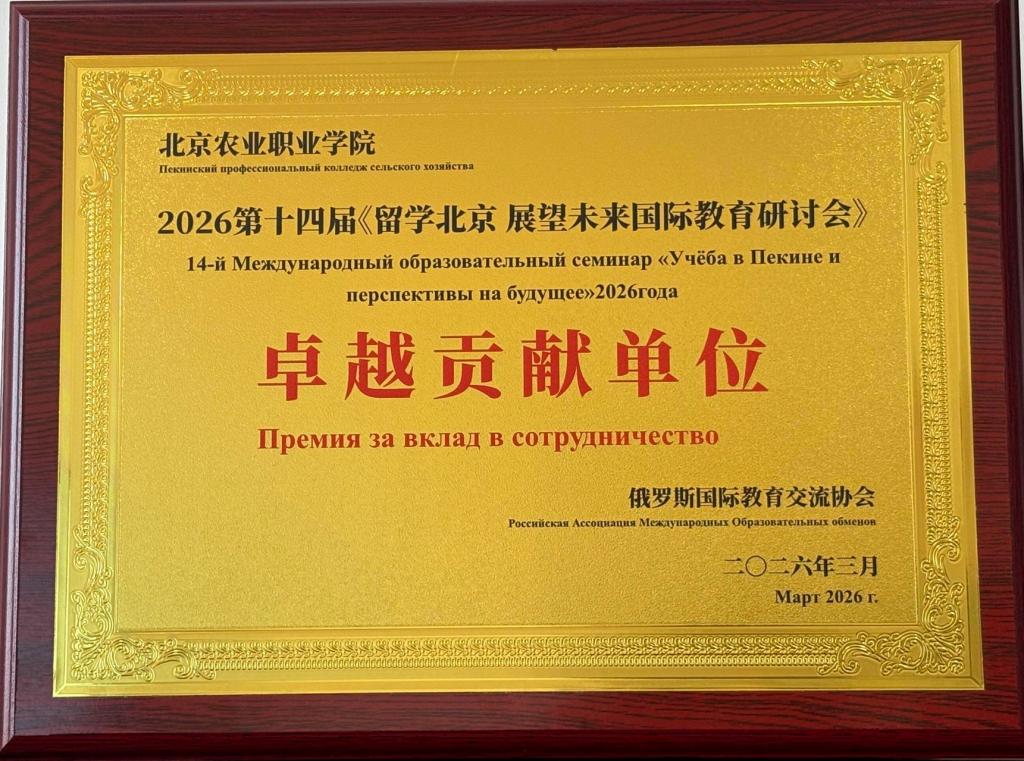 北京农业职业学院
Пекинский профессиональный колледж сельского хозяйства
2026第十四届《留学北京 展望未来国际教育研讨会》
14-й Международный образовательный семинар «Учёба в Пекине и
перспективы на будущее»2026года
卓越贡献单位
Премия за вклад в сотрудничество
俄罗斯国际教育交流协会
Российская Ассоциация Международных Образовательных обменов
二〇二六年三月
Март 2026 г.